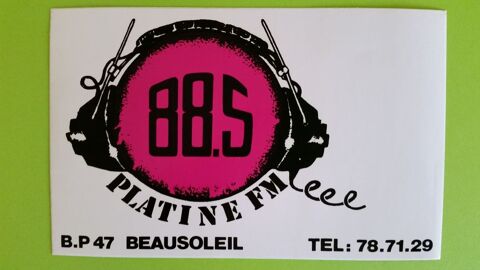 88.5
PLATINE FM
B.P 47 BEAUSOLEIL
TEL: 78.71.29